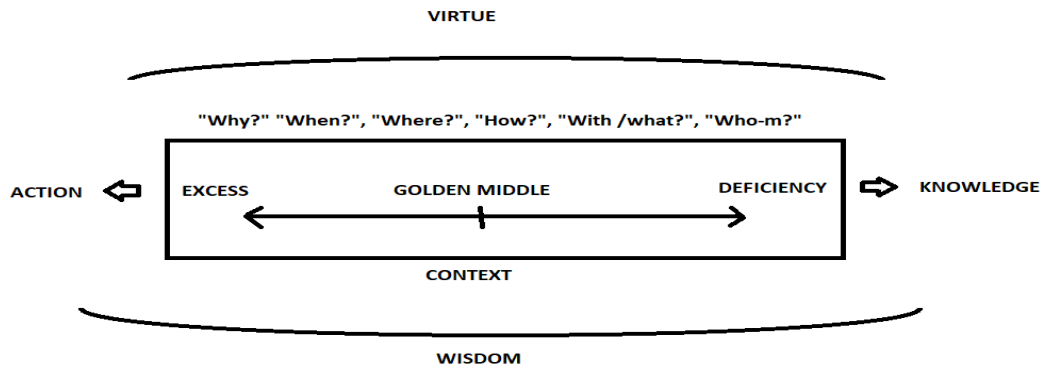 VIRTUE
"Why?" "When?", "Where?", "How?", "With /what?", "Who-m?"
ACTION EXCESS GOLDEN MIDDLE DEFICIENCY KNOWLEDGE
CONTEXT
WISDOM